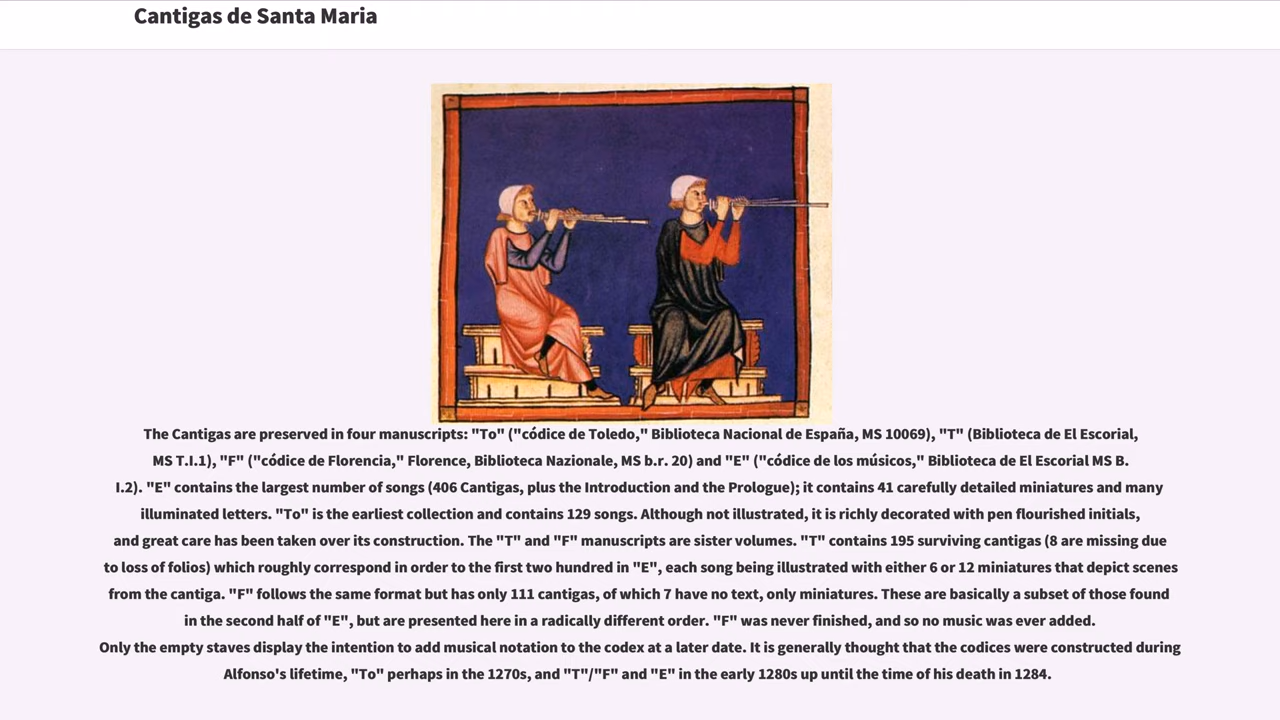 Cantigas de Santa Maria
The Cantigas are preserved in four manuscripts: "To" ("códice de Toledo," Biblioteca Nacional de España, MS 10069), "T" (Biblioteca de El Escorial,
MS T.I.1), "F" ("códice de Florencia," Florence, Biblioteca Nazionale, MS b.r. 20) and "E" ("códice de los músicos," Biblioteca de El Escorial MS B.
I.2). "E" contains the largest number of songs (406 Cantigas, plus the Introduction and the Prologue); it contains 41 carefully detailed miniatures and many
illuminated letters. "To" is the earliest collection and contains 129 songs. Although not illustrated, it is richly decorated with pen flourished initials,
and great care has been taken over its construction. The "T" and "F" manuscripts are sister volumes. "T" contains 195 surviving cantigas (8 are missing due
to loss of folios) which roughly correspond in order to the first two hundred in "E", each song being illustrated with either 6 or 12 miniatures that depict scenes
from the cantiga. "F" follows the same format but has only 111 cantigas, of which 7 have no text, only miniatures. These are basically a subset of those found
in the second half of "E", but are presented here in a radically different order. "F" was never finished, and so no music was ever added.
Only the empty staves display the intention to add musical notation to the codex at a later date. It is generally thought that the codices were constructed during
Alfonso's lifetime, "To" perhaps in the 1270s, and "T"/"F" and "E" in the early 1280s up until the time of his death in 1284.